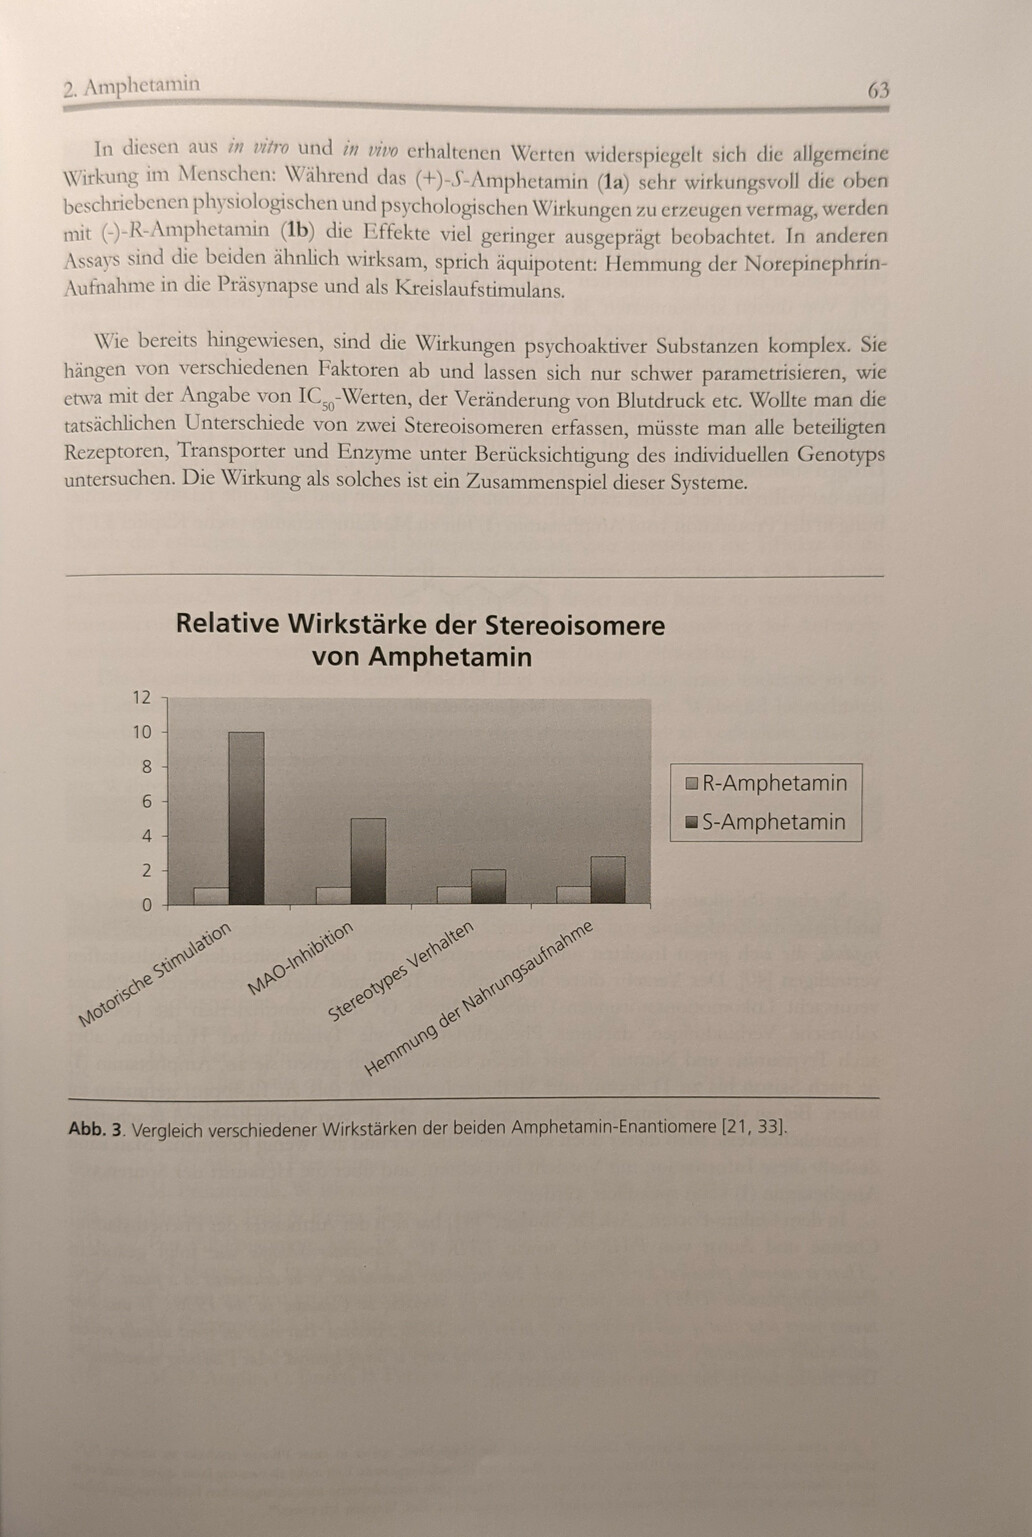 2. Amphetamin 63
In diesen aus in vitro und in vivo erhaltenen Werten widerspiegelt sich die allgemeine
Wirkung im Menschen: Während das (+)-S-Amphetamin (1a) sehr wirkungsvoll die oben
beschriebenen physiologischen und psychologischen Wirkungen zu erzeugen vermag, werden
mit (-)-R-Amphetamin (1b) die Effekte viel geringer ausgeprägt beobachtet. In anderen
Assays sind die beiden ähnlich wirksam, sprich äquipotent: Hemmung der Norepinephrin-
Aufnahme in die Präsynapse und als Kreislaufstimulans.
Wie bereits hingewiesen, sind die Wirkungen psychoaktiver Substanzen komplex. Sie
hängen von verschiedenen Faktoren ab und lassen sich nur schwer parametrisieren, wie
etwa mit der Angabe von IC50-Werten, der Veränderung von Blutdruck etc. Wollte man die
tatsächlichen Unterschiede von zwei Stereoisomeren erfassen, müsste man alle beteiligten
Rezeptoren, Transporter und Enzyme unter Berücksichtigung des individuellen Genotyps
untersuchen. Die Wirkung als solches ist ein Zusammenspiel dieser Systeme.
Relative Wirkstärke der Stereoisomere
von Amphetamin
12
10
8
6
4
2
0
R-Amphetamin
S-Amphetamin
Motorische Stimulation
MAO-Inhibition
Stereotypes Verhalten
Hemmung der Nahrungsaufnahme
Abb. 3. Vergleich verschiedener Wirkstärken der beiden Amphetamin-Enantiomere [21, 33].